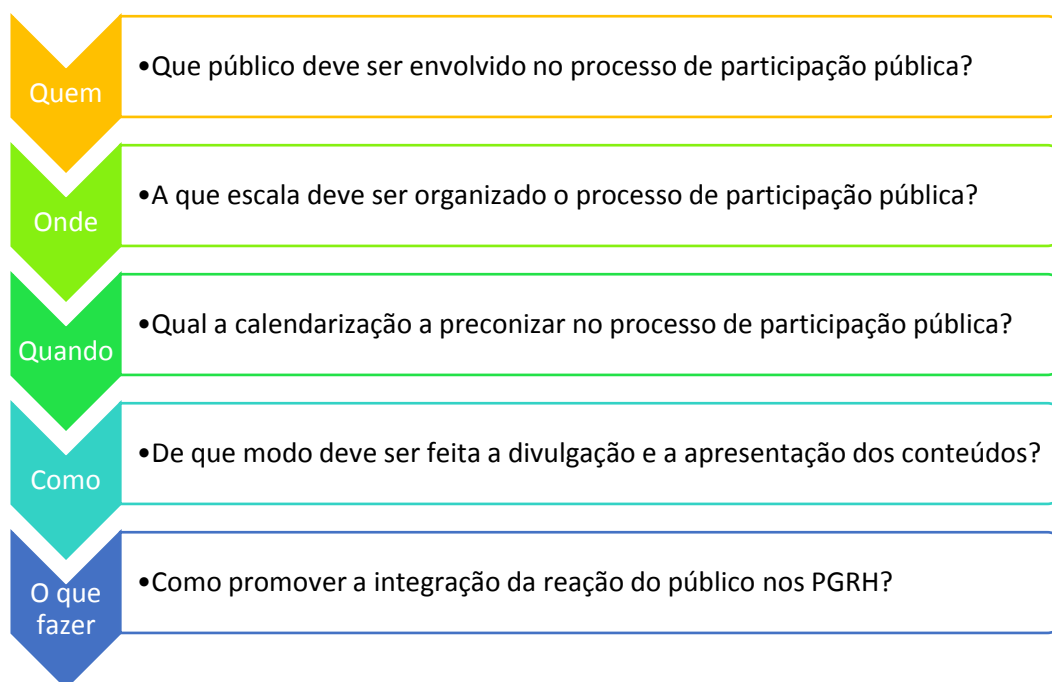 Quem
•Que público deve ser envolvido no processo de participação pública?
Onde
•A que escala deve ser organizado o processo de participação pública?
Quando
•Qual a calendarização a preconizar no processo de participação pública?
Como
•De que modo deve ser feita a divulgação e a apresentação dos conteúdos?
O que
fazer
•Como promover a integração da reação do público nos PGRH?